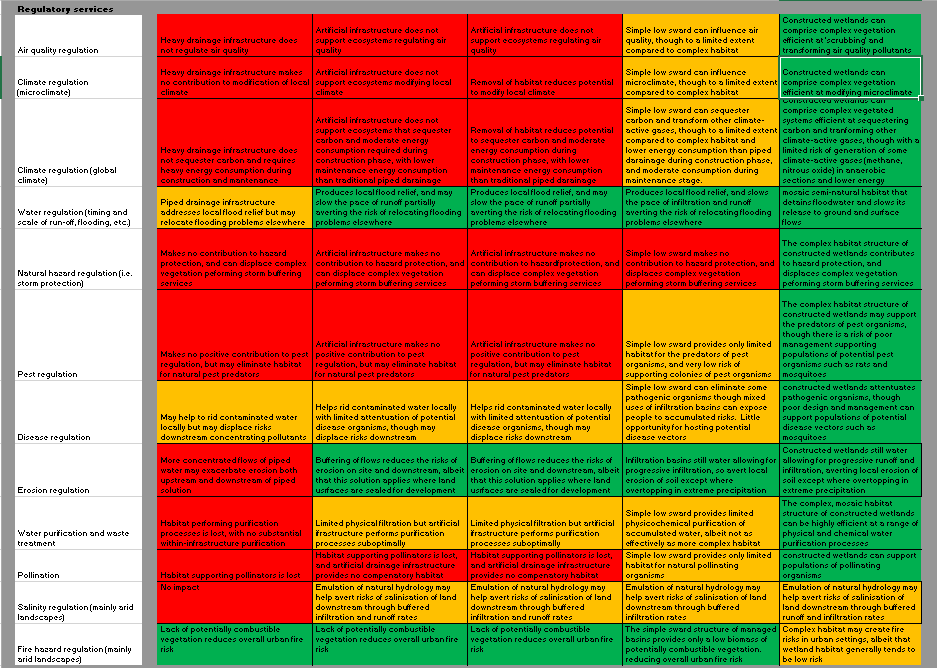 Regulatory services
Air quality regulation
Heavy drainage infrastructure does
not regulate air quality
Artificial infrastructure does not
support ecosystems regulating air
quality
Artificial infrastructure does not
support ecosystems regulating air
quality
Simple low sward can influence air
quality, though to a limited extent
compared to complex habitat
Constructed wetlands can
comprise complex vegetation
efficient at 'scrubbing' and
transforming air quality pollutants
Climate regulation
(microclimate)
Heavy drainage infrastructure makes
no contribution to modification of local
climate
Artificial infrastructure does not
support ecosystems modifying local
climate
Removal of habitat reduces potential
to modify local climate
Simple low sward can influence
microclimate, though to a limited extent
compared to complex habitat
Constructed wetlands can
comprise complex vegetation
efficient at modifying microclimate
Climate regulation (global
climate)
Heavy drainage infrastructure does
not sequester carbon and requires
heavy energy consumption during
construction and mantenance
Artificial infrastructure does not
support ecosystems that sequester
carbon and moderate energy
consumption required during
construction phase, with lower
maintenance energy consumption
than traditional piped darainage
Removal of habitat reduces potential
to sequester carbon and moderate
energy consumption during
construction phase, with lower
maintenance energy consumption
than traditional piped darainage
Simple low sward can sequester
carbon and transform other climate-
active gases, though to a limited extent
compared to complex habitat and
lower energy consumption than piped
darainage during construction phase,
and moderate consumption during
maintenance stage.
Constructed wetlands can
comprise complex vegetated
systems efficient at sequestering
carbon and tranforming other
climate-active gases, though with a
limited risk of generation of some
climate-active gases (methane,
nitrous oxide) in anaerobic
sections and lower energy
Water regulation (timing and
scale of run-off, flooding, etc.)
Piped drainage infrastructure
addresses local flood relief but may
relocate flooding problems elsewhere
Produces local flood relief, and may
slow the pace of runoff partially
averting the risk of relocating flooding
problems elsewhere
Produces local flood relief, and may
slow the pace of runoff partially
averting the risk of relocating flooding
problems elsewhere
Produces local flood relief, and slows
the pace of infiltration and runoff
averting the risk of relocating flooding
problems elsewhere
mosaic semi-natural habitat that
detains floodwater and slows its
release to ground and surface
flows
Natural hazard regulation (i.e.
storm protection)
Makes no contribution to hazard
protection, and can displace complex
vegetation peforming storm buffering
services
Artificial infrastructure makes no
contribution to hazard protection, and
can displace complex vegetation
peforming storm buffering services
Artificial infrastructure makes no
contribution to hazard protection, and
can displace complex vegetation
peforming storm buffering services
Simple low sward makes no
contribution to hazard protection, and
displaces complex vegetation
peforming storm buffering services
The complex habitat structure of
constructed wetlands contributes
to hazard protection, and
displaces complex vegetation
peforming storm buffering services
Pest regulation
Makes no positive contribution to pest
regulation, but may eliminate habitat
for natural pest predators
Artificial infrastructure makes no
positive contribution to pest
regulation, but may eliminate habitat
for natural pest predators
Artificial infrastructure makes no
positive contribution to pest
regulation, but may eliminate habitat
for natural pest predators
Simple low sward provides only limited
habitat for the predators of pest
organisms, and very low risk of
supporting colonies of pest organisms
The complex habitat structure of
constructed wetlands may support
the predators of pest organisms,
though there is a risk of poor
management supporting
populations of potential pest
organisms such as rats and
mosquitoes
Disease regulation
May help to rid contaminated water
locally but may displace risks
downstream concentrating pollutants
Helps rid contaminated water locally
with limited attenuation of potential
disease organisms, though may
displace risks downstream
Helps rid contaminated water locally
with limited attenuation of potential
disease organisms, though may
displace risks downstream
Simple low sward can eliminate some
pathogenic organisms though mixed
uses of infiltration basins can expose
people to accumulated risks. Little
opportunity for hosting potential
disease vectors
constructed wetlands attentuates
pathogenic organisms, though
poor design and management can
support populations of potential
disease vectors such as
mosquitoes
Erosion regulation
More concentrated flows of piped
water may exacerbate erosion both
upstream and downstream of piped
solution
Buffering of flows reduces the risks of
erosion on site and downstream, albeit
that this solution applies where land
usrfaces are sealed for development
Buffering of flows reduces the risks of
erosion on site and downstream, albeit
that this solution applies where land
usrfaces are sealed for development
Infiltration basins still water allowing for
progressive infiltration, so avert local
erosion of soil except where
overtopping in extreme precipitation
Constructed wetlands still water
allowing for progressive runoff and
infiltration, averting local erosion of
soil except where overtopping in
extreme precipitation
Water purification and waste
treatment
Habitat performing purification
processes is lost, with no substantial
within-infrastructure purification
Limited physical filtration but artificial
infrastructure performs purification
processes suboptimally
Limited physical filtration but artificial
infrastructure performs purification
processes suboptimally
Simple low sward provides limited
physicochemical purification of
accumulated water, albeit not as
effectively as more complex habitat
The complex, mosaic habitat
structure of constructed wetlands
can be highly efficient at a range of
physical and chemical water
purification processes
Pollination
Habitat supporting pollinators is lost
Habitat supporting pollinators is lost,
and artificial drainage infrastructure
provides no compenatory habitat
Habitat supporting pollinators is lost,
and artificial drainage infrastructure
provides no compenatory habitat
Simple low sward provides only limited
habitat for natural pollinating
organisms
constructed wetlands can support
populations of pollinating
organisms
Salinity regulation (mainly arid
landscapes)
No impact
Emulation of natural hydrology may
help avert risks of salinisation of land
downstream through buffered
infiltration and runoff rates
Emulation of natural hydrology may
help avert risks of salinisation of land
downstream through buffered
infiltration and runoff rates
Emulation of natural hydrology may
help avert risks of salinisation of land
downstream through buffered
infiltration rates
Emulation of natural hydrology may
help avert risks of salinisation of
land downstream through buffered
runoff and infiltration rates
Fire hazard regulation (mainly
arid landscapes)
Lack of potentially combustible
vegetation reduces overall urban fire
risk
Lack of potentially combustible
vegetation reduces overall urban fire
risk
Lack of potentially combustible
vegetation reduces overall urban fire
risk
The simple structure of managed
basins provides only a low biomass of
potentially combustible vegetation,
reducing overall urban fire risk
Complex habitat may create fire
risks in urban settings, albeit that
wetland habitat generally tends to
be low risk